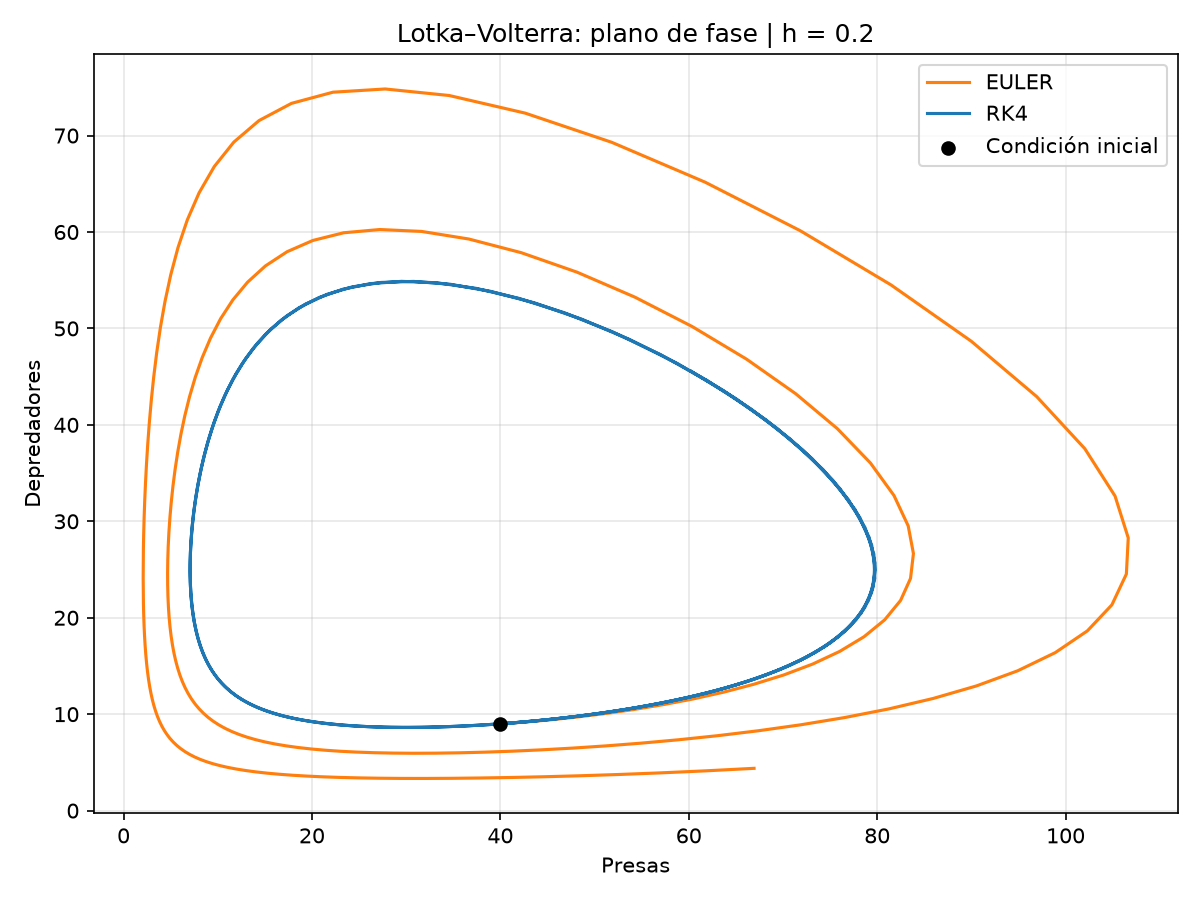 Lotka–Volterra: plano de fase | h = 0.2
EULER
RK4
Condición inicial
Depredadores
70
60
50
40
30
20
10
0
0 20 40 60 80 100
Presas